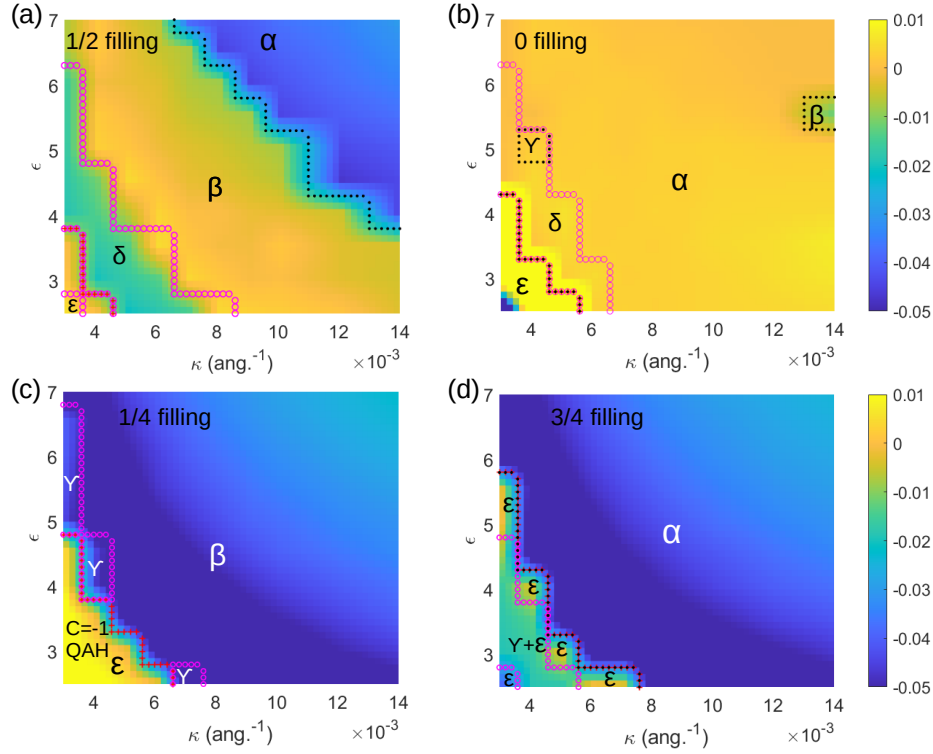 (a)
1/2 filling
α
β
δ
ε
7
6
5
4
3
ϵ
4
6
8
10
12
14
κ (ang.⁻¹)
×10⁻³
(b)
0 filling
β
ϒ
α
δ
ε
7
6
5
4
3
ϵ
4
6
8
10
12
14
κ (ang.⁻¹)
×10⁻³
0.01
0
-0.01
-0.02
-0.03
-0.04
-0.05
(c)
1/4 filling
ϒ
β
ϒ
C=-1
QAH
ε
ϒ
7
6
5
4
3
ϵ
4
6
8
10
12
14
κ (ang.⁻¹)
×10⁻³
(d)
3/4 filling
ε
α
ε
ϒ+ε
ε
ε
ε
7
6
5
4
3
ϵ
4
6
8
10
12
14
κ (ang.⁻¹)
×10⁻³
0.01
0
-0.01
-0.02
-0.03
-0.04
-0.05